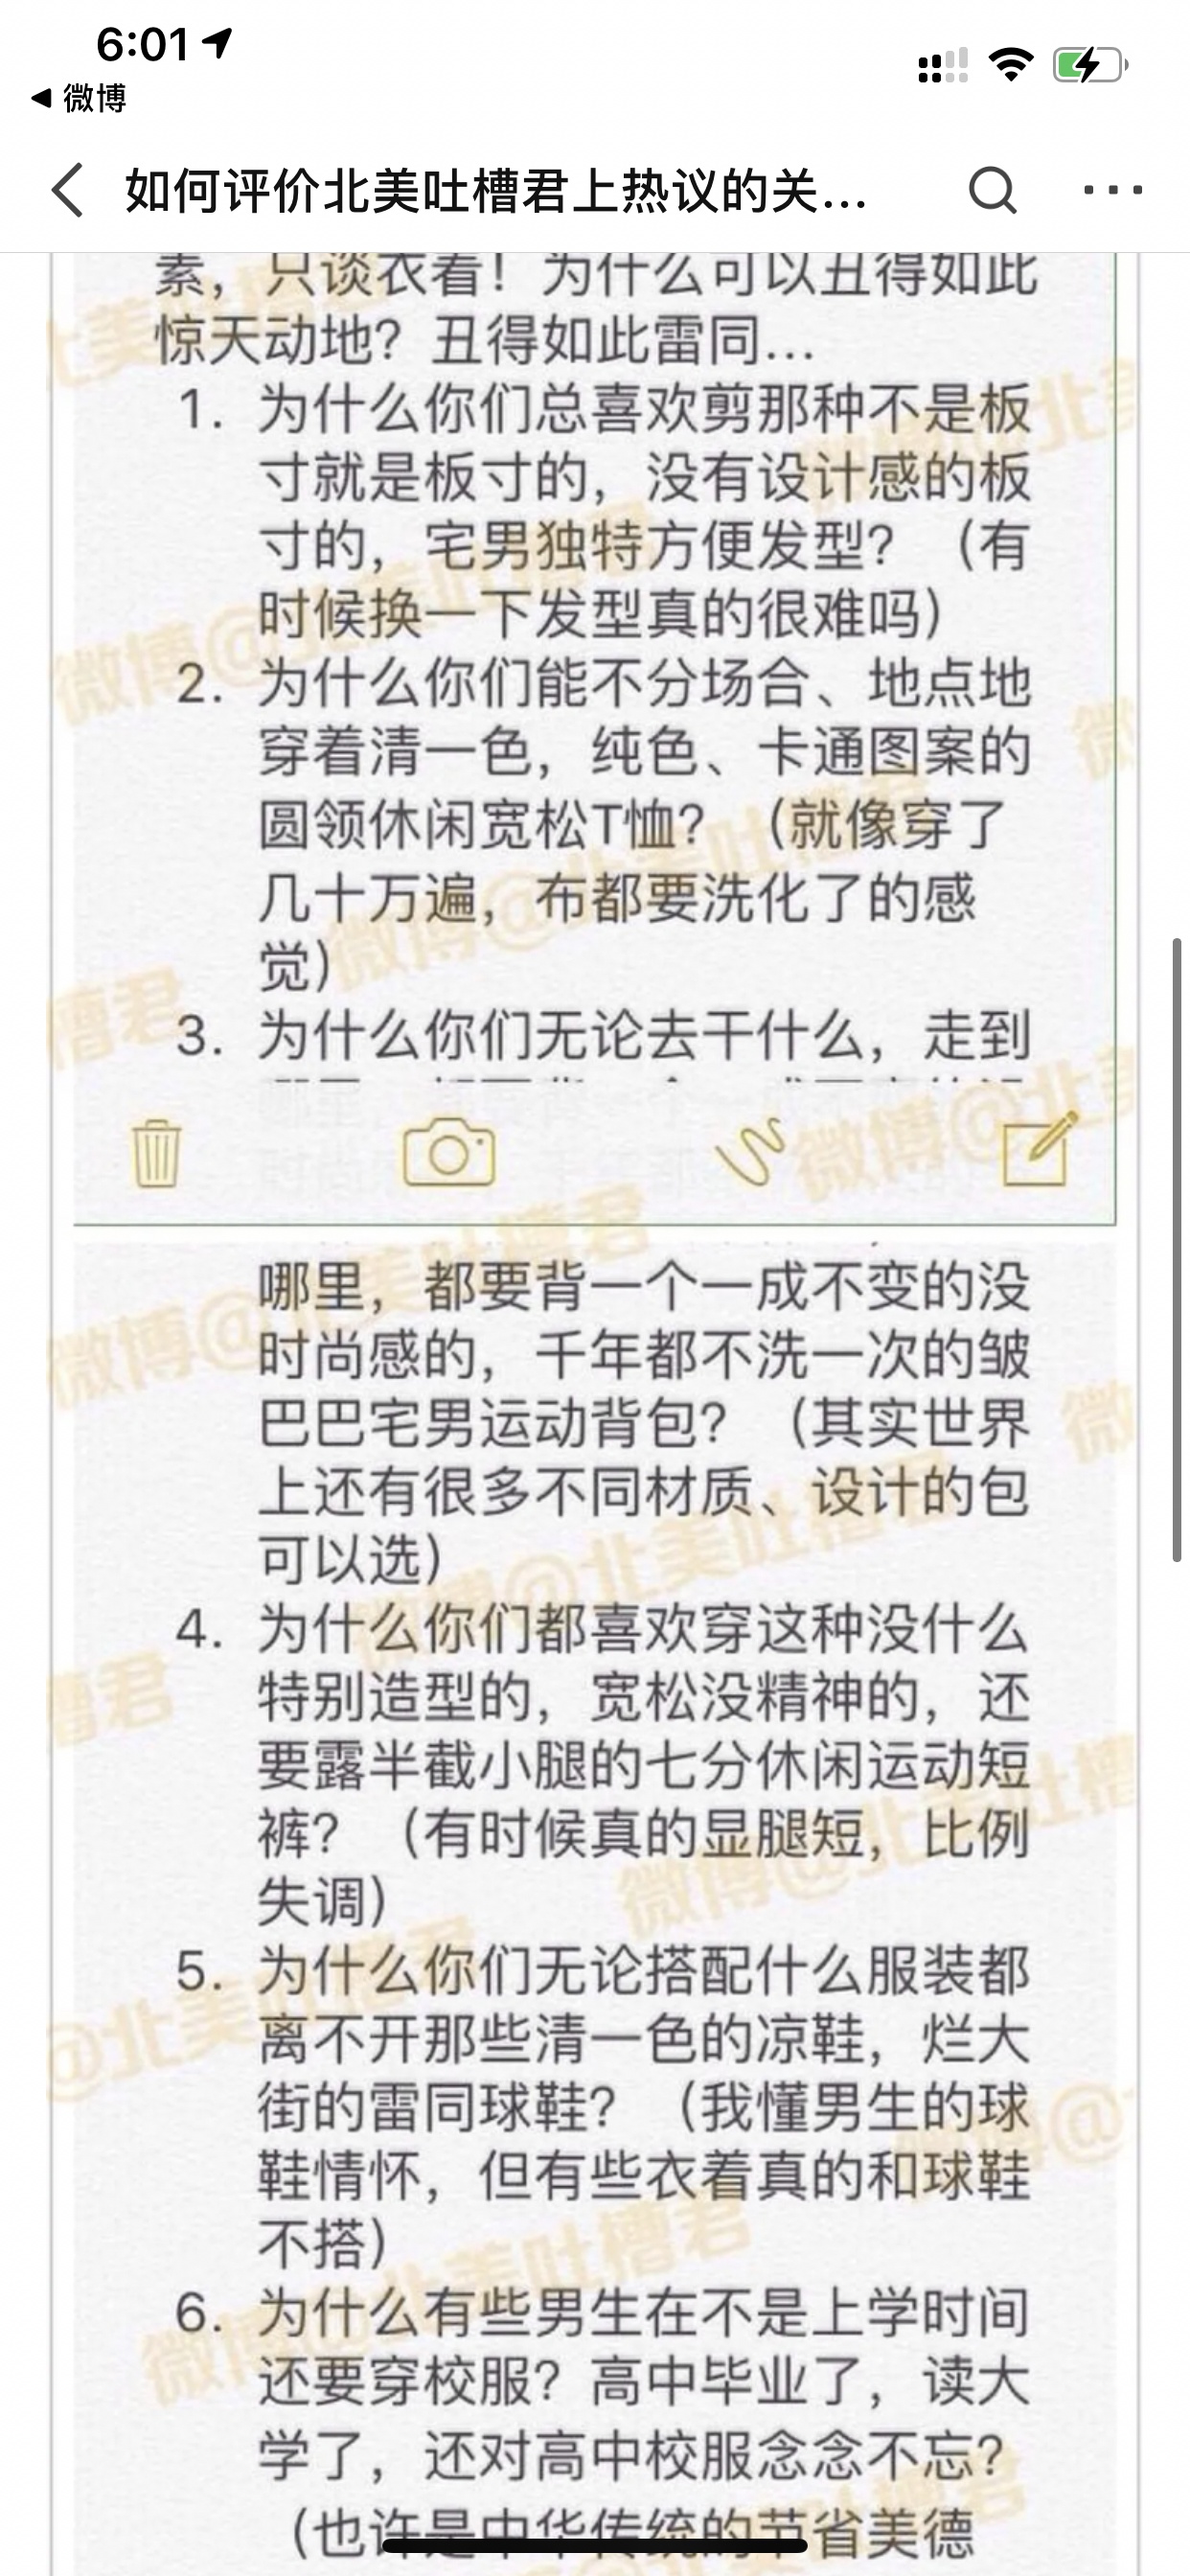 6:01
微博
如何评价北美吐槽君上热议的关...
素，只谈衣着！为什么可以丑得如此
惊天动地？丑得如此雷同...
1. 为什么你们总喜欢剪那种不是板
寸就是板寸的，没有设计感的板
寸的，宅男独特方便发型？（有
时候换一下发型真的很难吗）
2. 为什么你们能不分场合、地点地
穿着清一色，纯色、卡通图案的
圆领休闲宽松T恤？（就像穿了
几十万遍，布都要洗化了的感
觉）
3. 为什么你们无论去干什么，走到
哪里，都要背一个一成不变的没
时尚感的，千年都不洗一次的皱
巴巴宅男运动背包？（其实世界
上还有很多不同材质、设计的包
可以选）
4. 为什么你们都喜欢穿这种没什么
特别造型的，宽松没精神的，还
要露半截小腿的七分休闲运动短
裤？（有时候真的显腿短，比例
失调）
5. 为什么你们无论搭配什么服装都
离不开那些清一色的凉鞋，烂大
街的雷同球鞋？（我懂男生的球
鞋情怀，但有些衣着真的和球鞋
不搭）
6. 为什么有些男生在不是上学时间
还要穿校服？高中毕业了，读大
学了，还对高中校服念念不忘？
（也许是中华传统的节省美德
微博@北美吐槽君